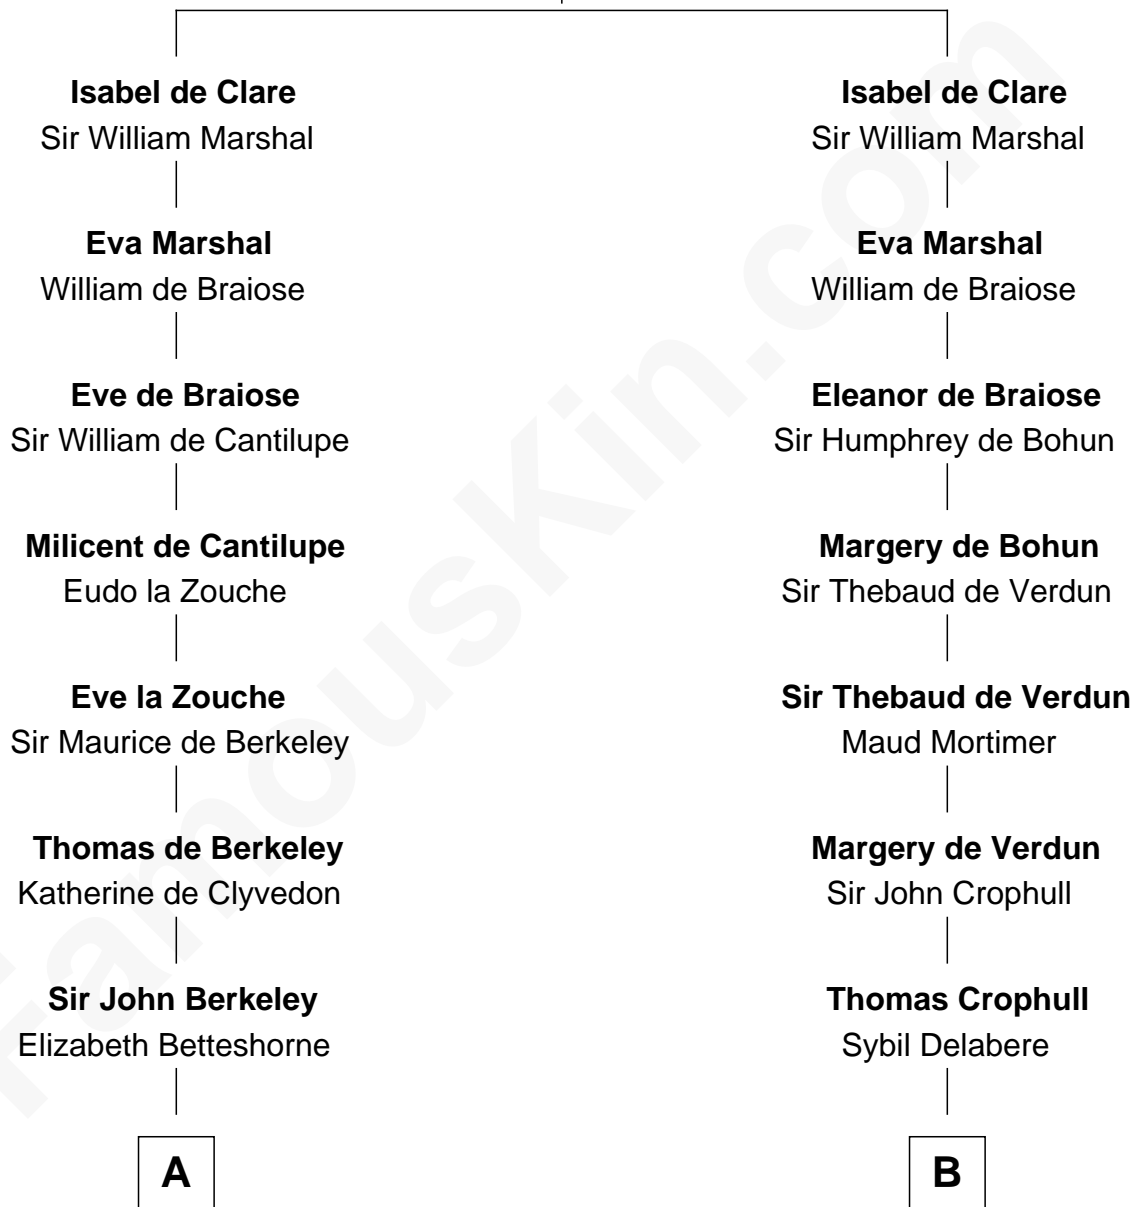 Isabel de Clare
Sir William Marshal
Eva Marshal
William de Braiose
Eve de Braiose
Sir William de Cantilupe
Milicent de Cantilupe
Eudo la Zouche
Eve la Zouche
Sir Maurice de Berkeley
Thomas de Berkeley
Katherine de Clyvedon
Sir John Berkeley
Elizabeth Betteshorne
A
Isabel de Clare
Sir William Marshal
Eva Marshal
William de Braiose
Eleanor de Braiose
Sir Humphrey de Bohun
Margery de Bohun
Sir Thebaud de Verdun
Sir Thebaud de Verdun
Maud Mortimer
Margery de Verdun
Sir John Crophull
Thomas Crophull
Sybil Delabere
B
FamousKin.com